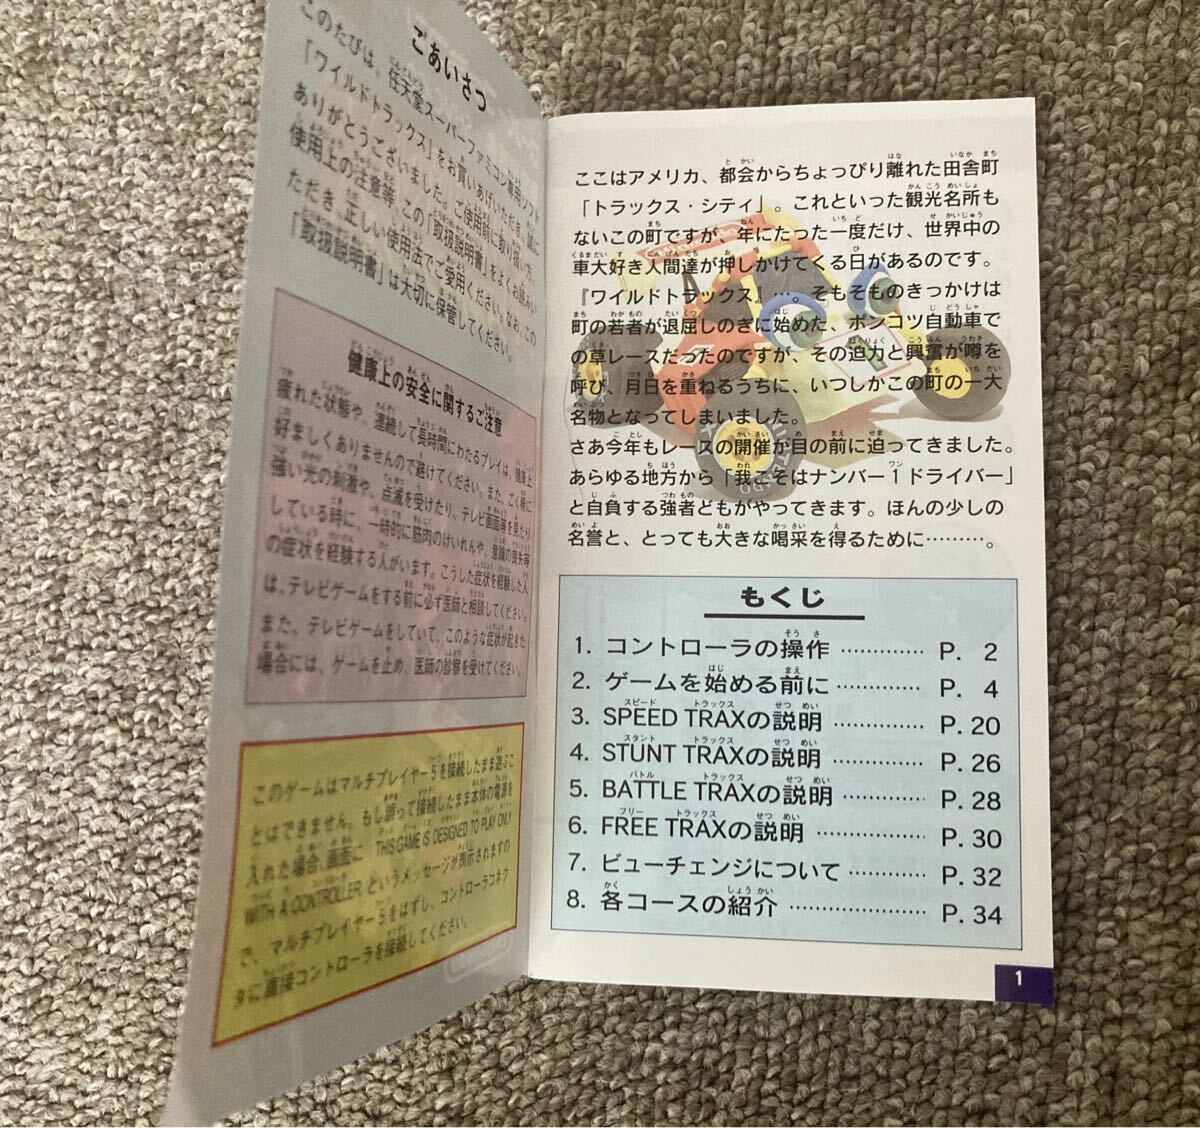 ごあいさつ
このたびは、任天堂スーパーファミコン専用ソフト
「ワイルドトラックス」をお買いあげいただき、誠に
ありがとうございました。ご使用前に取り扱い方、
使用上の注意等、この「取扱説明書」をよくお読みい
ただき、正しい使用法でご愛用ください。なお、この
「取扱説明書」は大切に保管してください。
健康上の安全に関するご注意
疲れた状態や、連続して長時間にわたるプレイは、健康上
好ましくありませんので避けてください。また、ごく稀に
強い光の刺激や、点滅を受けたり、テレビ画面等を見たり
している時に、一時的に筋肉のけいれんや、意識の喪失等
の症状を経験する人がいます。こうした症状を経験した人
は、テレビゲームをする前に必ず医師と相談してください。
また、テレビゲームをしていて、このような症状が起きた
場合には、ゲームを止め、医師の診察を受けてください。
このゲームはマルチプレイヤー5を接続したまま遊ぶこ
とはできません。もし誤って接続したまま本体の電源を
入れた場合、画面に THIS GAME IS DESIGNED TO PLAY ONLY
WITH A CONTROLLER. というメッセージが表示されますの
で、マルチプレイヤー5をはずし、コントローラコネク
タに直接コントローラを接続してください。
ここはアメリカ、都会からちょっぴり離れた田舎町
「トラックス・シティ」。これといった観光名所も
ないこの町ですが、年にたった一度だけ、世界中の
車大好き人間達が押しかけてくる日があるのです。
『ワイルドトラックス』…。そもそものきっかけは
町の若者が退屈しのぎに始めた、ポンコツ自動車で
の草レースだったのですが、その迫力と興奮が噂を
呼び、月日を重ねるうちに、いつしかこの町の一大
名物となってしまいました。
さあ今年もレースの開催が目の前に迫ってきました。
あらゆる地方から「我こそはナンバー1ドライバー」
と自負する強者どもがやってきます。ほんの少しの
名誉と、とっても大きな喝采を得るために………。
もくじ
1. コントローラの操作 ………… P. 2
2. ゲームを始める前に ………… P. 4
3. SPEED TRAXの説明 ………… P. 20
4. STUNT TRAXの説明 ………… P. 26
5. BATTLE TRAXの説明 ………… P. 28
6. FREE TRAXの説明 ………… P. 30
7. ビューチェンジについて ………… P. 32
8. 各コースの紹介 ………… P. 34
1